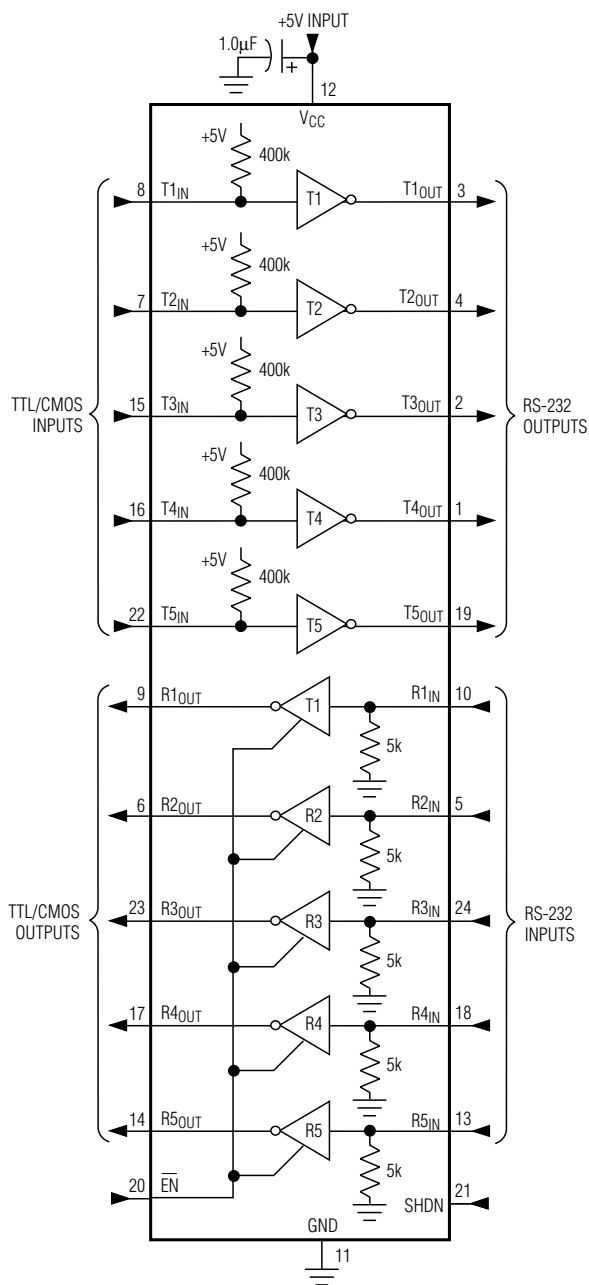 +5V INPUT
1.0µF
+
12
VCC
+5V
400k
8 T1IN T1 T1OUT 3
+5V
400k
7 T2IN T2 T2OUT 4
+5V
400k
TTL/CMOS
INPUTS
15 T3IN T3 T3OUT 2
RS-232
OUTPUTS
+5V
400k
16 T4IN T4 T4OUT 1
+5V
400k
22 T5IN T5 T5OUT 19
9 R1OUT T1 R1IN 10
5k
6 R2OUT R2 R2IN 5
5k
TTL/CMOS
OUTPUTS
23 R3OUT R3 R3IN 24
RS-232
INPUTS
5k
17 R4OUT R4 R4IN 18
5k
14 R5OUT R5 R5IN 13
5k
20 EN
SHDN 21
GND
11